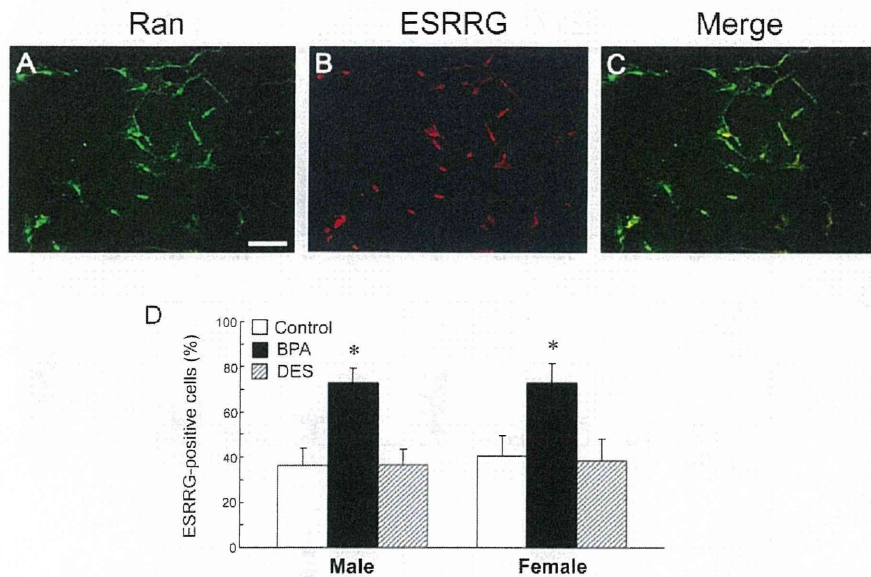 Ran ESRRG Merge
A B C
D
ESRRG-positive cells (%)
100
80
60
40
20
0
Control
BPA
DES
* *
Male Female